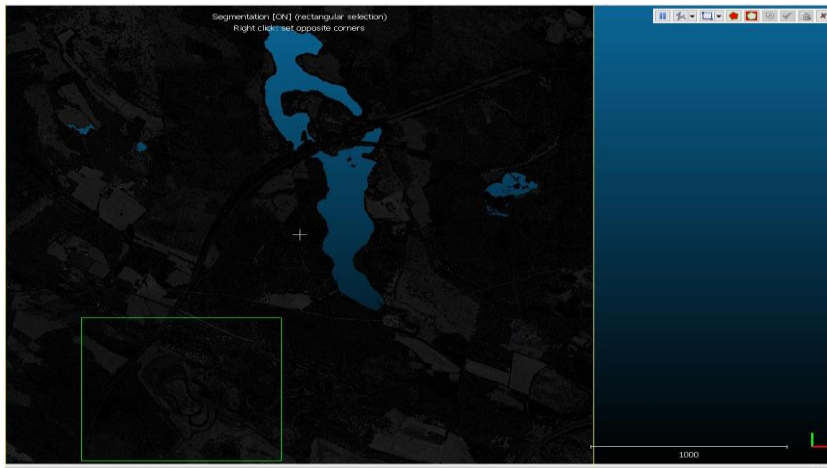 Segmentation [ON] (rectangular selection)
Right click: set opposite corners
1000